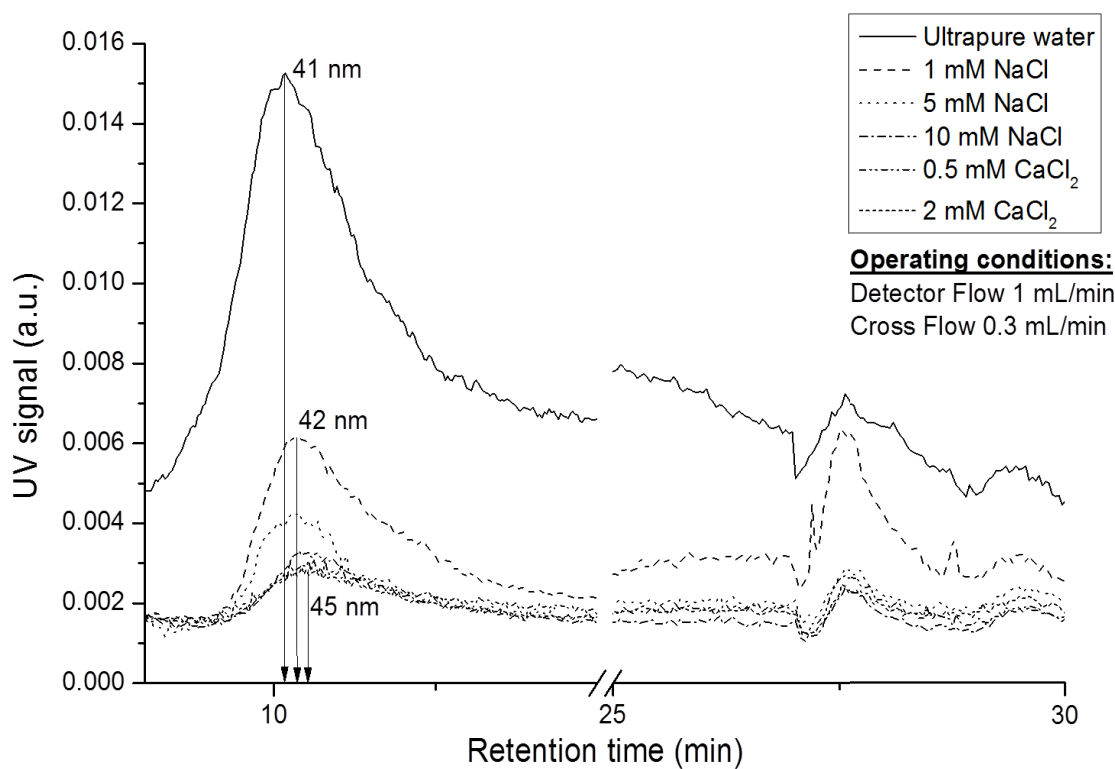 0.016
0.014
0.012
0.010
0.008
0.006
0.004
0.002
0.000
UV signal (a.u.)
41 nm
42 nm
45 nm
10
25
30
Retention time (min)
Ultrapure water
1 mM NaCl
5 mM NaCl
10 mM NaCl
0.5 mM CaCl₂
2 mM CaCl₂
Operating conditions:
Detector Flow 1 mL/min
Cross Flow 0.3 mL/min